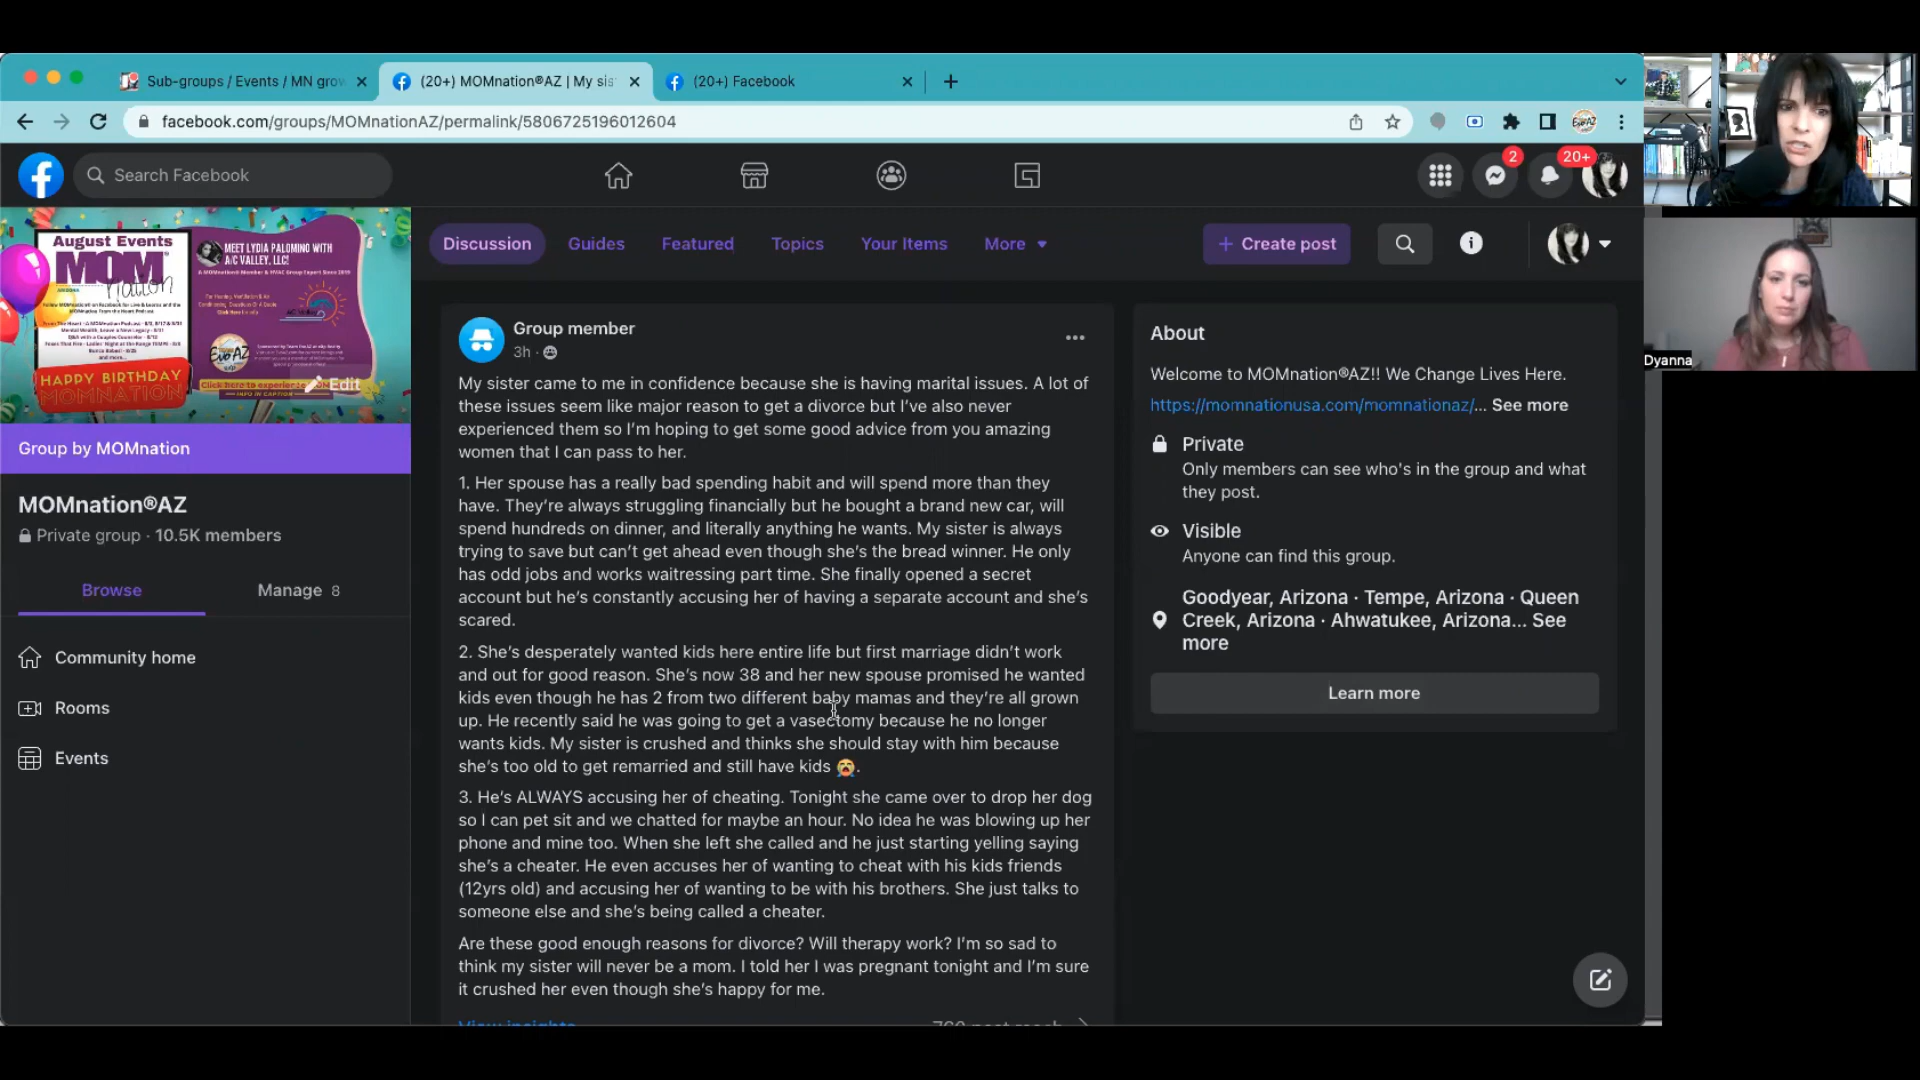 Sub-groups / Events / MN grow
(20+) MOMnation®AZ | My sis
(20+) Facebook
facebook.com/groups/MOMnationAZ/permalink/5806725196012604
Search Facebook
2
20+
August Events
MOM
Nation
HAPPY BIRTHDAY
MOMNATION
MEET LYDIA PALOMINO WITH
A/C VALLEY, LLC!
EvoAZ
Edit
Group by MOMnation
MOMnation®AZ
Private group · 10.5K members
Browse
Manage 8
Community home
Rooms
Events
Discussion
Guides
Featured
Topics
Your Items
More
+ Create post
Group member
3h ·
My sister came to me in confidence because she is having marital issues. A lot of
these issues seem like major reason to get a divorce but I've also never
experienced them so I'm hoping to get some good advice from you amazing
women that I can pass to her.
1. Her spouse has a really bad spending habit and will spend more than they
have. They're always struggling financially but he bought a brand new car, will
spend hundreds on dinner, and literally anything he wants. My sister is always
trying to save but can't get ahead even though she's the bread winner. He only
has odd jobs and works waitressing part time. She finally opened a secret
account but he's constantly accusing her of having a separate account and she's
scared.
2. She's desperately wanted kids here entire life but first marriage didn't work
and out for good reason. She's now 38 and her new spouse promised he wanted
kids even though he has 2 from two different baby mamas and they're all grown
up. He recently said he was going to get a vasectomy because he no longer
wants kids. My sister is crushed and thinks she should stay with him because
she's too old to get remarried and still have kids 😭.
3. He's ALWAYS accusing her of cheating. Tonight she came over to drop her dog
so I can pet sit and we chatted for maybe an hour. No idea he was blowing up her
phone and mine too. When she left she called and he just starting yelling saying
she's a cheater. He even accuses her of wanting to cheat with his kids friends
(12yrs old) and accusing her of wanting to be with his brothers. She just talks to
someone else and she's being called a cheater.
Are these good enough reasons for divorce? Will therapy work? I'm so sad to
think my sister will never be a mom. I told her I was pregnant tonight and I'm sure
it crushed her even though she's happy for me.
View insights
About
Welcome to MOMnation®AZ!! We Change Lives Here.
https://momnationusa.com/momnationaz/... See more
Private
Only members can see who's in the group and what
they post.
Visible
Anyone can find this group.
Goodyear, Arizona · Tempe, Arizona · Queen
Creek, Arizona · Ahwatukee, Arizona... See
more
Learn more
Dyanna